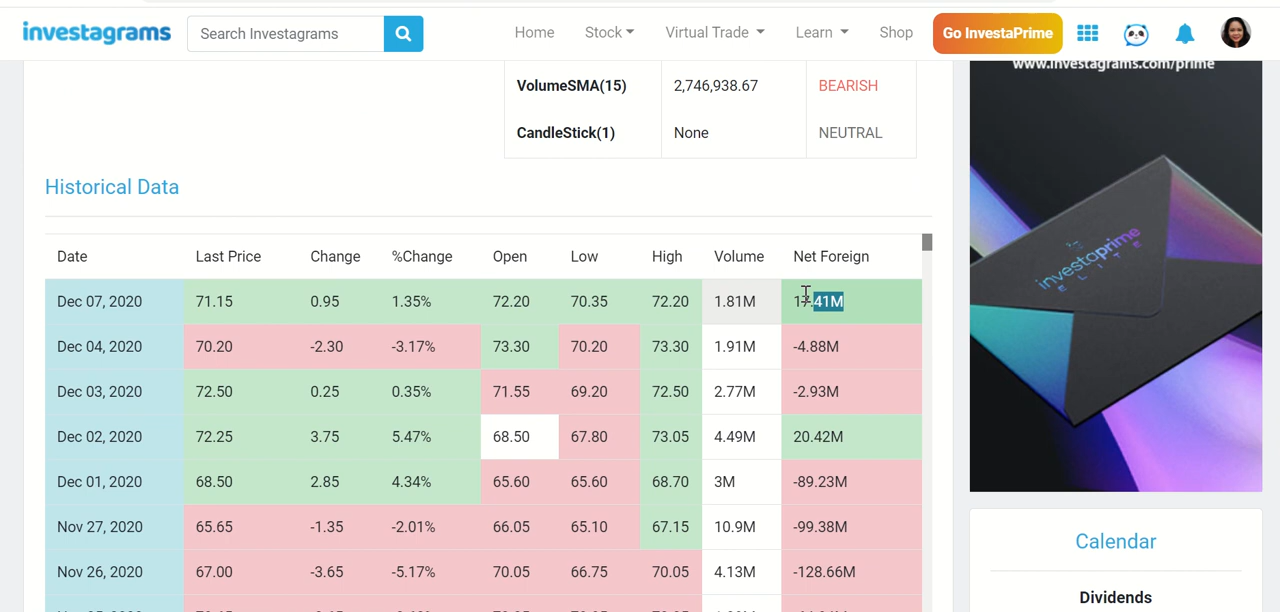 investagrams
Search Investagrams
Home
Stock
Virtual Trade
Learn
Shop
Go InvestaPrime
www.investagrams.com/prime
VolumeSMA(15) 2,746,938.67 BEARISH
CandleStick(1) None NEUTRAL
Historical Data
Date Last Price Change %Change Open Low High Volume Net Foreign
Dec 07, 2020 71.15 0.95 1.35% 72.20 70.35 72.20 1.81M 17.41M
Dec 04, 2020 70.20 -2.30 -3.17% 73.30 70.20 73.30 1.91M -4.88M
Dec 03, 2020 72.50 0.25 0.35% 71.55 69.20 72.50 2.77M -2.93M
Dec 02, 2020 72.25 3.75 5.47% 68.50 67.80 73.05 4.49M 20.42M
Dec 01, 2020 68.50 2.85 4.34% 65.60 65.60 68.70 3M -89.23M
Nov 27, 2020 65.65 -1.35 -2.01% 66.05 65.10 67.15 10.9M -99.38M
Nov 26, 2020 67.00 -3.65 -5.17% 70.05 66.75 70.05 4.13M -128.66M
investaprime
ELITE
Calendar
Dividends